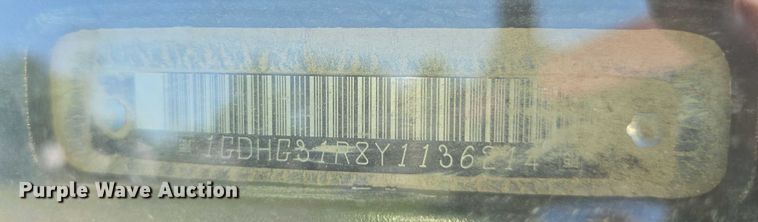 1GDHG31R8Y1136214
Purple Wave Auction